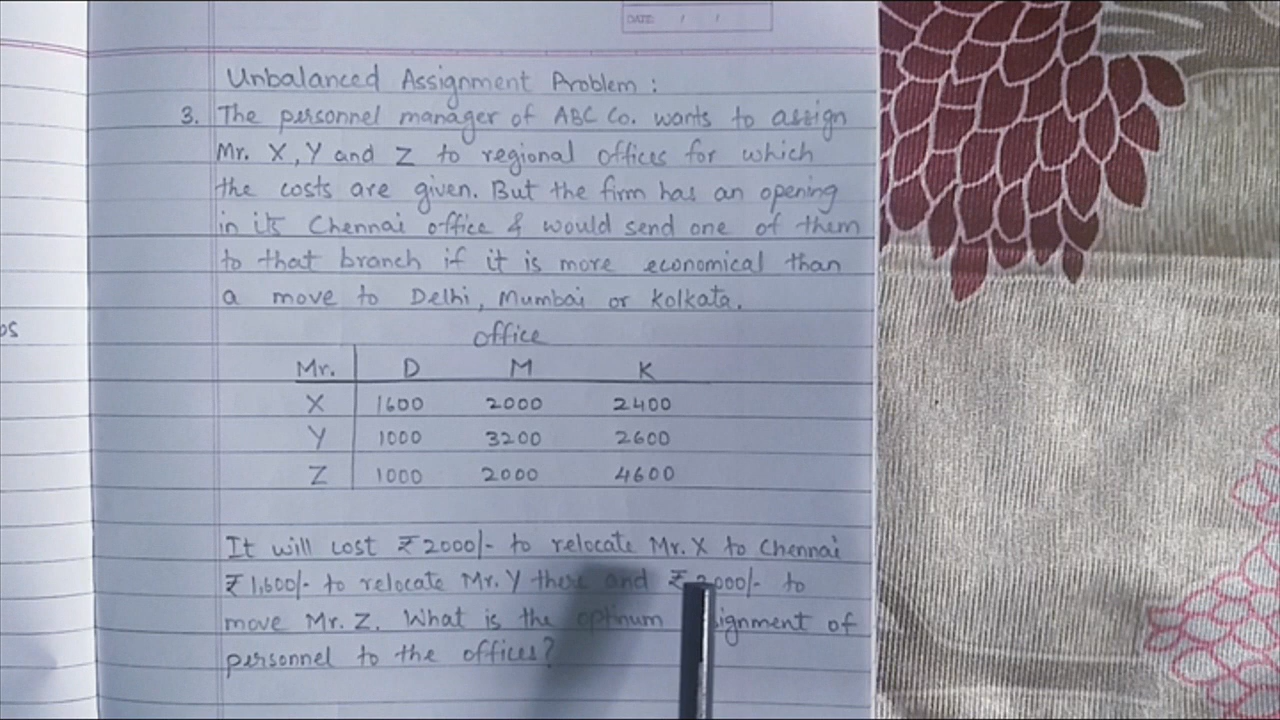 DATE: / /
Unbalanced Assignment Problem :
3. The personnel manager of ABC Co. wants to assign
Mr. X, Y and Z to regional offices for which
the costs are given. But the firm has an opening
in its Chennai office & would send one of them
to that branch if it is more economical than
a move to Delhi, Mumbai or Kolkata.
os
office
Mr. D M K
X 1600 2000 2400
Y 1000 3200 2600
Z 1000 2000 4600
It will cost ₹2000/- to relocate Mr. X to Chennai
₹1,600/- to relocate Mr. Y there and to
move Mr. Z. What is the optinum of
personnel to the offices?